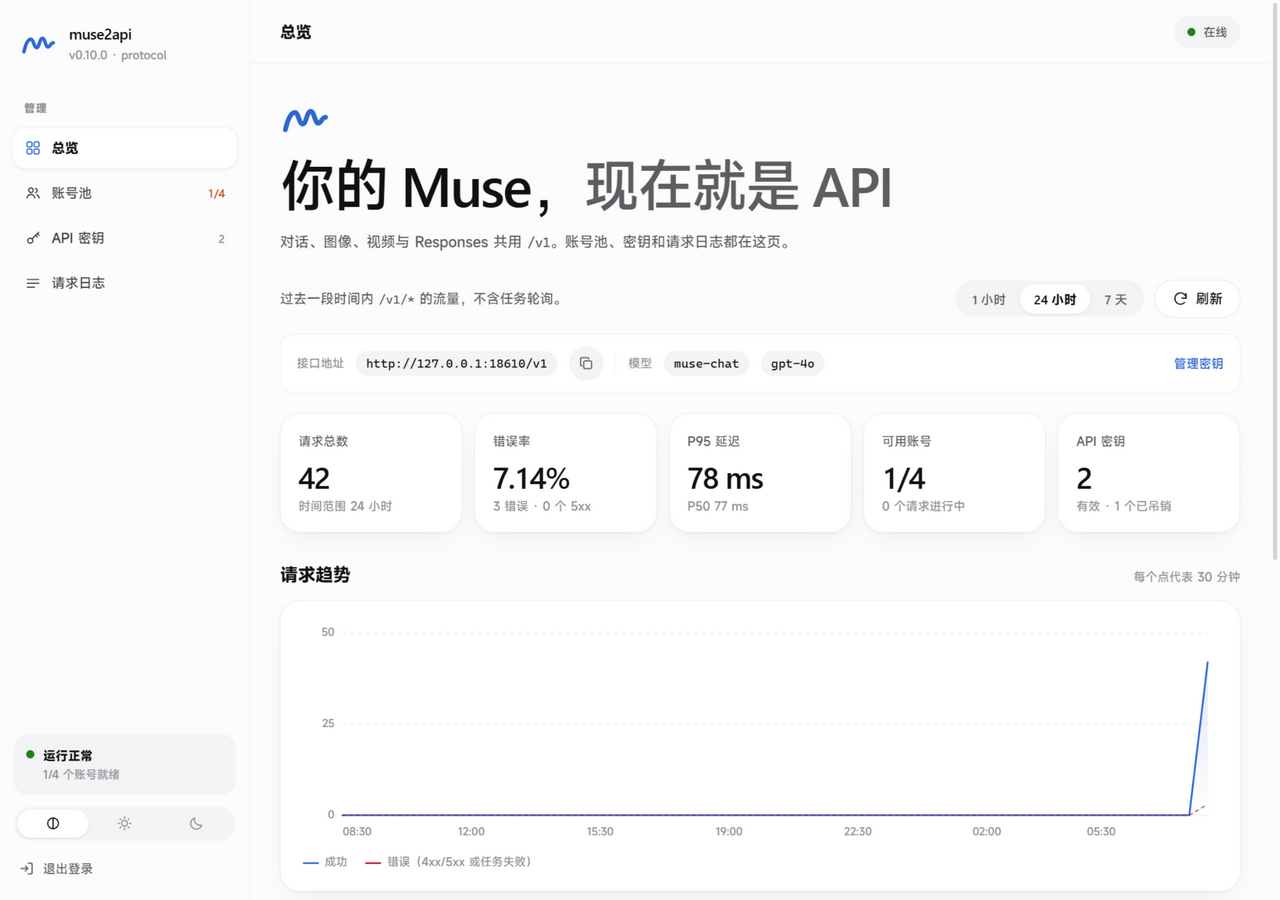 muse2api
v0.10.0 · protocol
管理
总览
账号池 1/4
API 密钥 2
请求日志
运行正常
1/4 个账号就绪
退出登录
总览
在线
你的 Muse，现在就是 API
对话、图像、视频与 Responses 共用 /v1。账号池、密钥和请求日志都在这页。
过去一段时间内 /v1/* 的流量，不含任务轮询。
1 小时 24 小时 7 天 刷新
接口地址 http://127.0.0.1:18610/v1 模型 muse-chat gpt-4o 管理密钥
请求总数
42
时间范围 24 小时
错误率
7.14%
3 错误 · 0 个 5xx
P95 延迟
78 ms
P50 77 ms
可用账号
1/4
0 个请求进行中
API 密钥
2
有效 · 1 个已吊销
请求趋势
每个点代表 30 分钟
50
25
0
08:30 12:00 15:30 19:00 22:30 02:00 05:30
成功 错误（4xx/5xx 或任务失败）